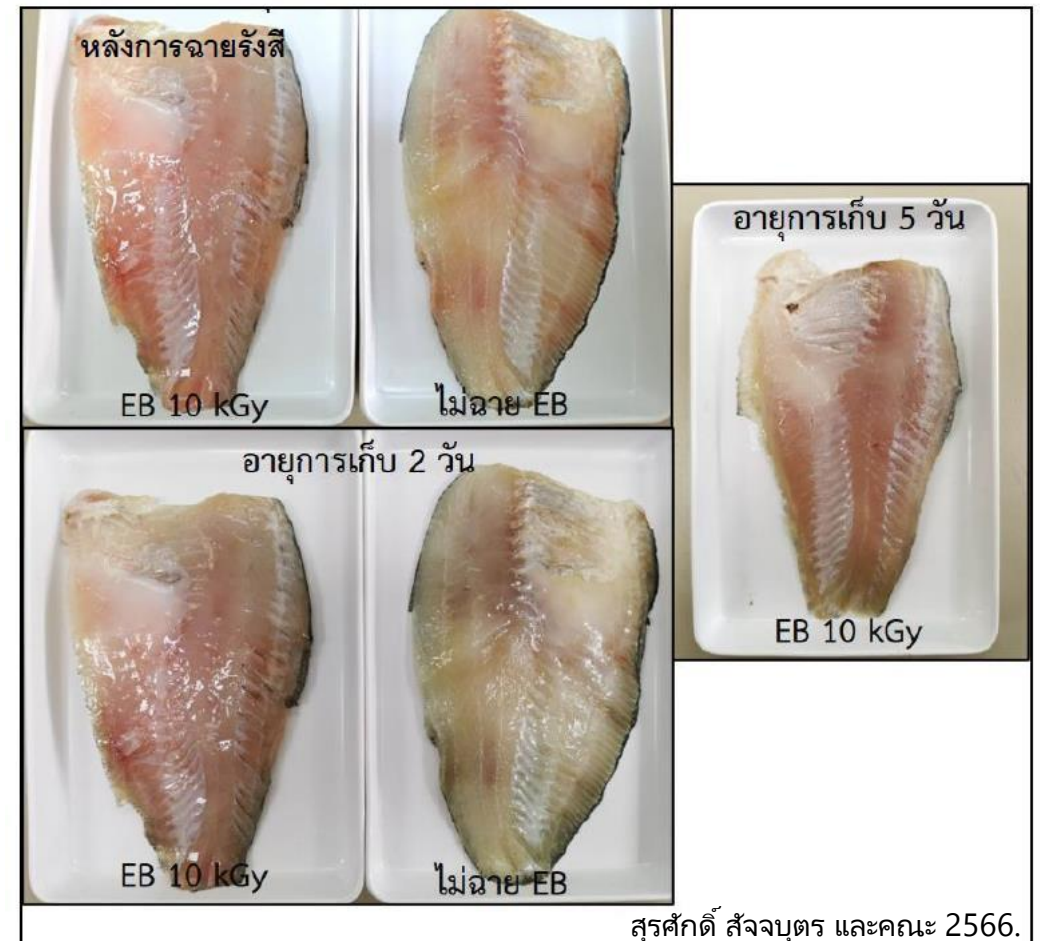 หลังการฉายรังสี
EB 10 kGy
ไม่ฉาย EB
อายุการเก็บ 2 วัน
EB 10 kGy
ไม่ฉาย EB
อายุการเก็บ 5 วัน
EB 10 kGy
สุรศักดิ์ สัจจบุตร และคณะ 2566.